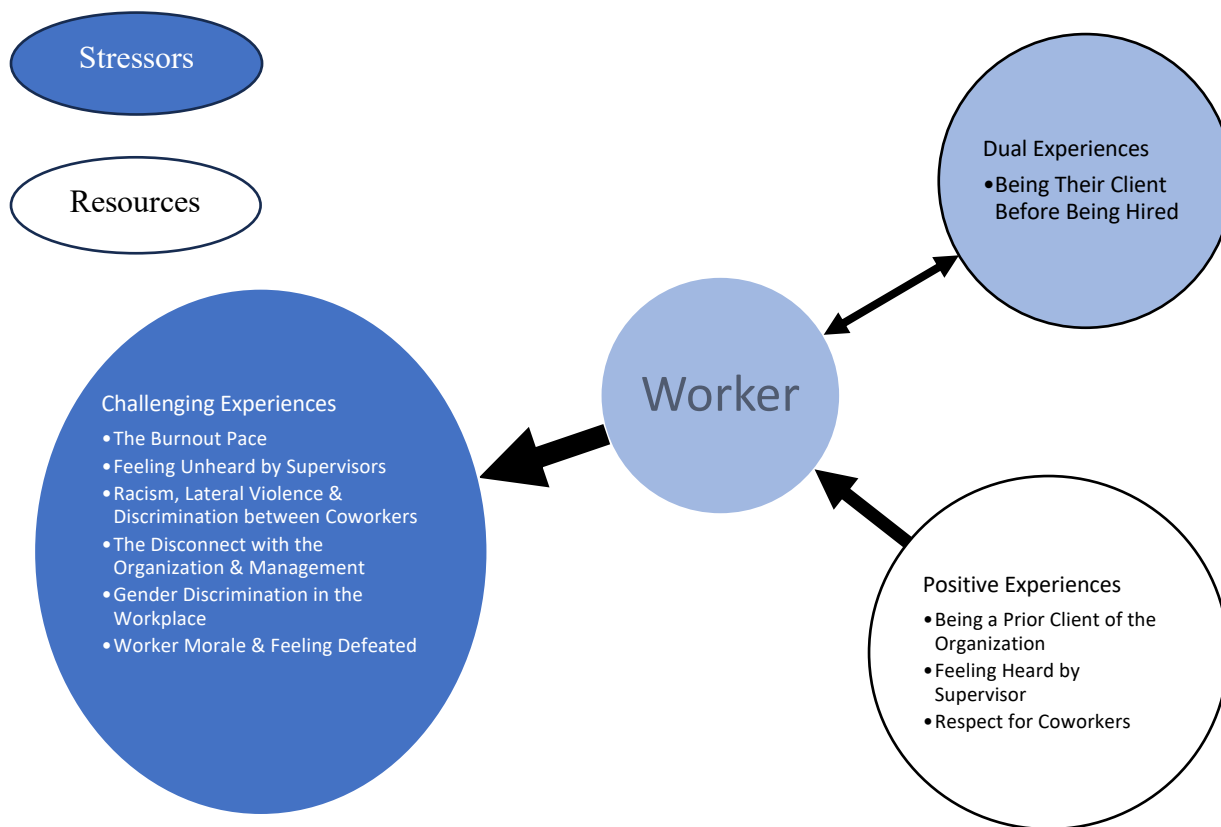 Stressors
Resources
Dual Experiences
•Being Their Client
Before Being Hired
Worker
Challenging Experiences
•The Burnout Pace
•Feeling Unheard by Supervisors
•Racism, Lateral Violence &
Discrimination between Coworkers
•The Disconnect with the
Organization & Management
•Gender Discrimination in the
Workplace
•Worker Morale & Feeling Defeated
Positive Experiences
•Being a Prior Client of the
Organization
•Feeling Heard by
Supervisor
•Respect for Coworkers